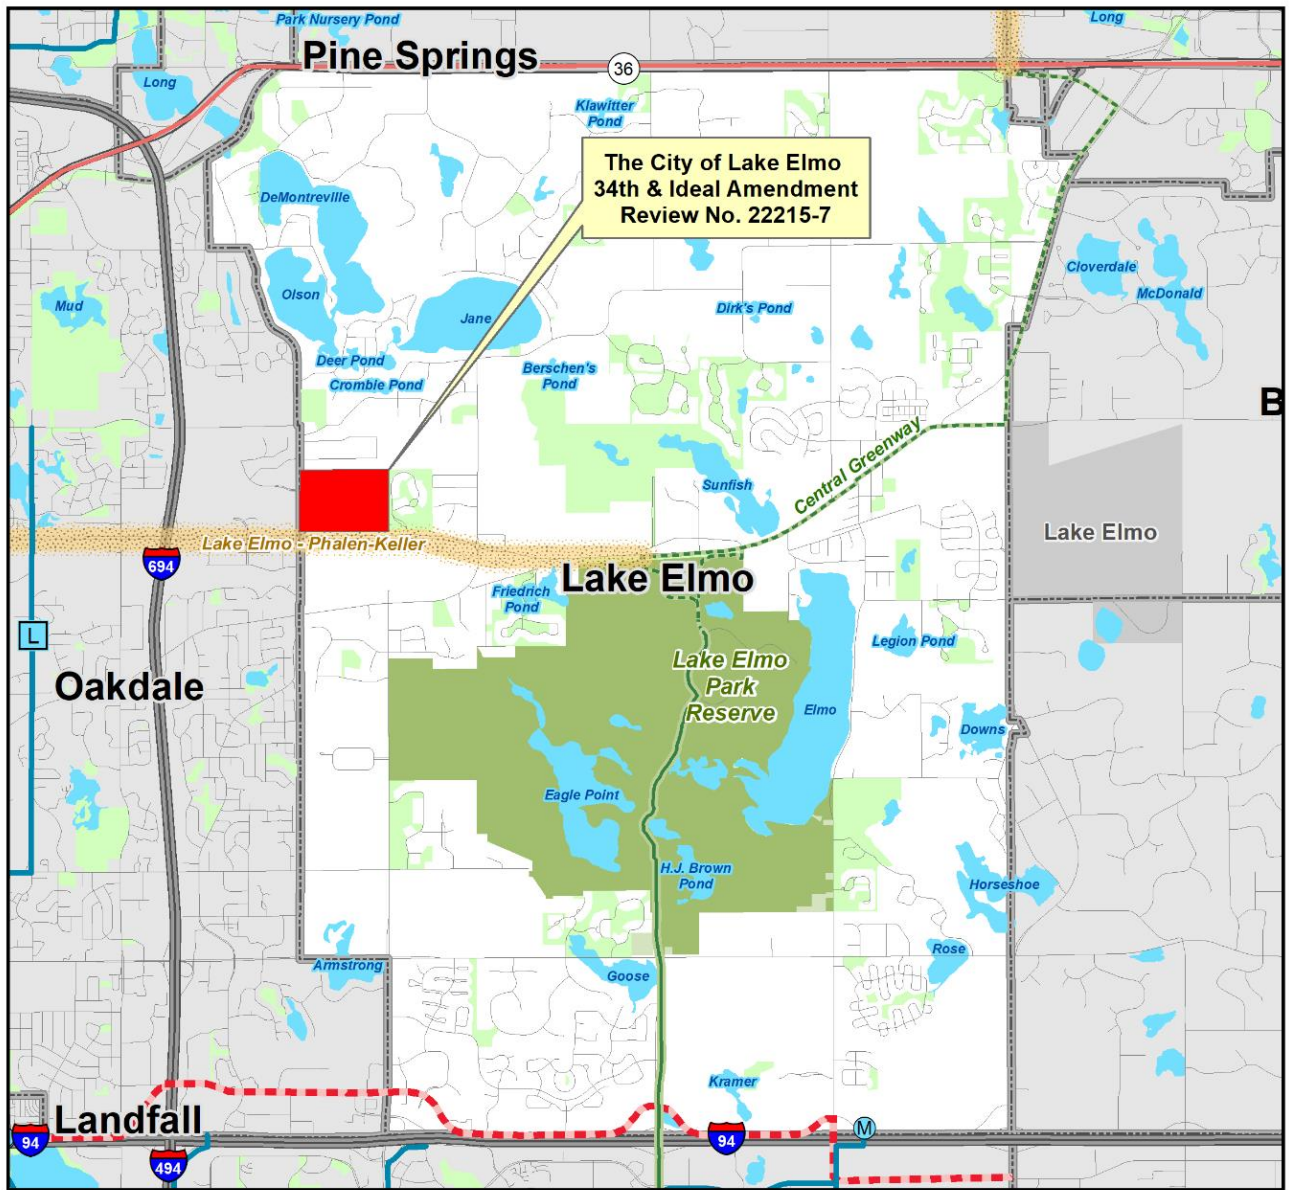 Park Nursery Pond
Long
Pine Springs
36
Long
Klawitter
Pond
The City of Lake Elmo
34th & Ideal Amendment
Review No. 22215-7
DeMontreville
Olson
Mud
Jane
Cloverdale
McDonald
Dirk's Pond
Deer Pond
Crombie Pond
Berschen's
Pond
B
Central Greenway
Sunfish
Lake Elmo
Lake Elmo - Phalen-Keller
694
Lake Elmo
Friedrich
Pond
L
Legion Pond
Oakdale
Lake Elmo
Park
Reserve
Elmo
Downs
Eagle Point
H.J. Brown
Pond
Horseshoe
Rose
Armstrong
Goose
Kramer
Landfall
94
494
94
M